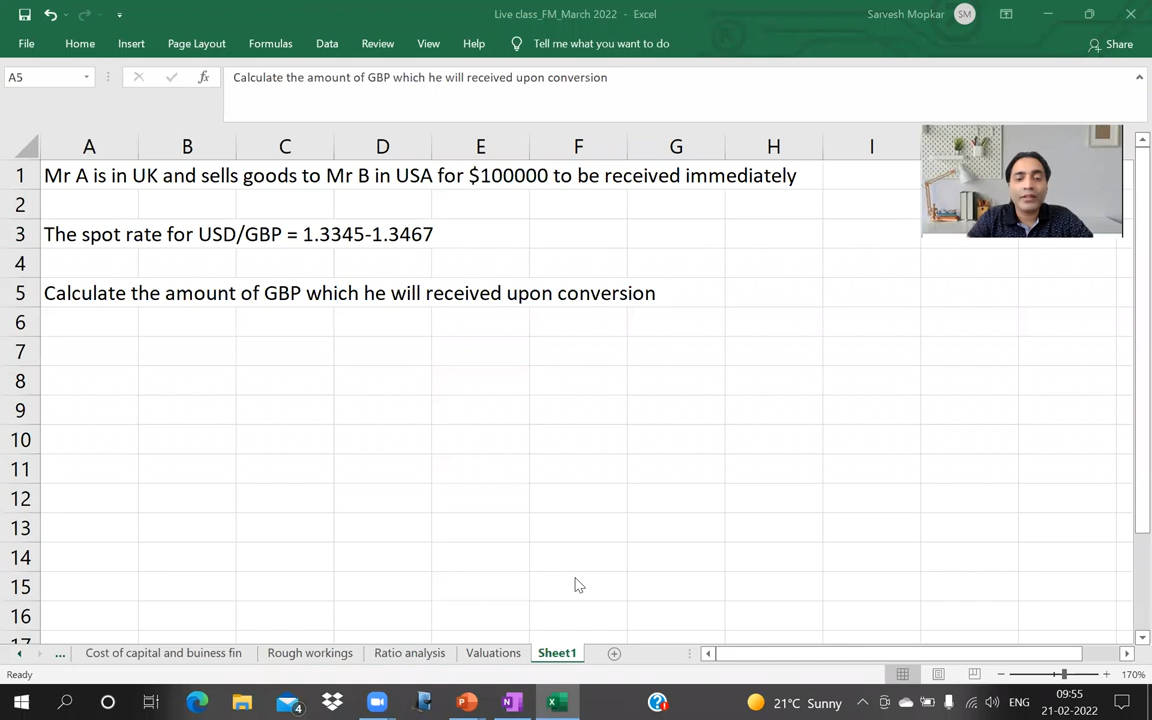 Live class_FM_March 2022 - Excel
Sarvesh Mopkar
SM
File Home Insert Page Layout Formulas Data Review View Help Tell me what you want to do
Share
A5
fx
Calculate the amount of GBP which he will received upon conversion
A B C D E F G H I
1 Mr A is in UK and sells goods to Mr B in USA for $100000 to be received immediately
2
3 The spot rate for USD/GBP = 1.3345-1.3467
4
5 Calculate the amount of GBP which he will received upon conversion
6
7
8
9
10
11
12
13
14
15
16
17
... Cost of capital and buiness fin Rough workings Ratio analysis Valuations Sheet1
Ready
170%
4
21°C Sunny
ENG
09:55
21-02-2022